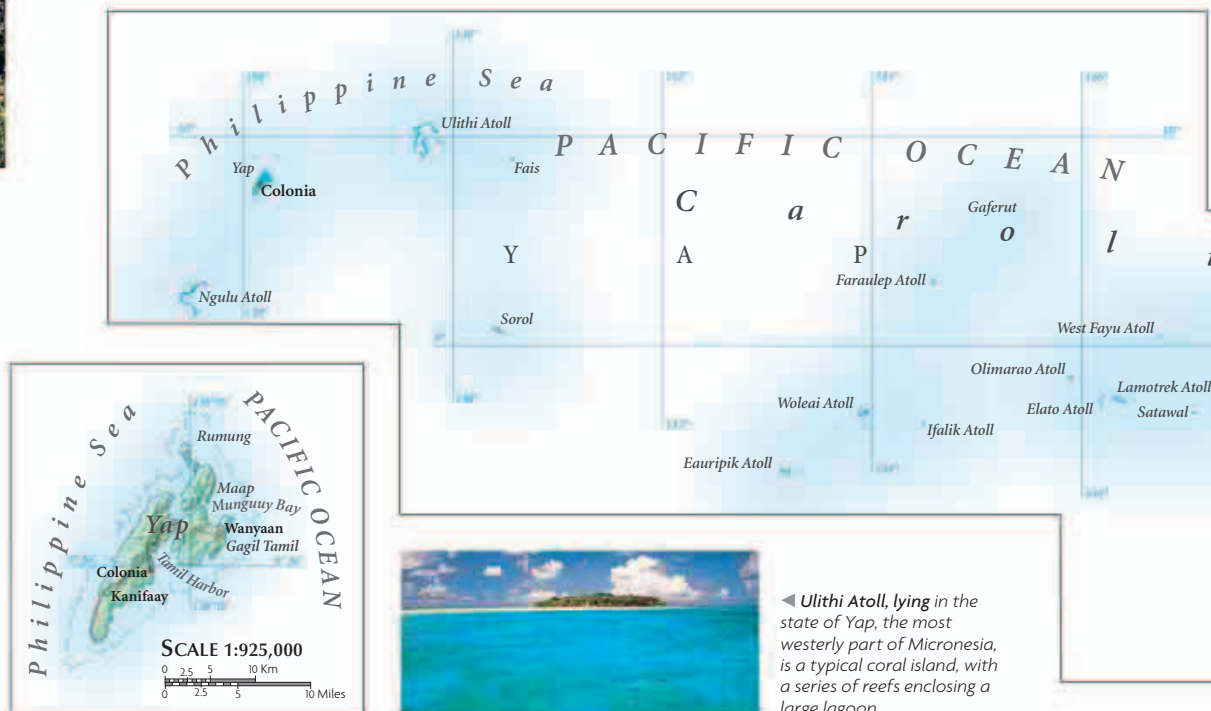 Philippine Sea
PACIFIC OCEAN
Ulithi Atoll
Fais
Yap
Colonia
Caroli
YAP
Gaferut
Faraulep Atoll
Ngulu Atoll
Sorol
West Fayu Atoll
Olimarao Atoll
Lamotrek Atoll
Woleai Atoll
Elato Atoll
Satawal
Ifalik Atoll
Eauripik Atoll
Philippine Sea
PACIFIC OCEAN
Rumung
Maap
Munguuy Bay
Yap
Wanyaan
Gagil Tamil
Tamil Harbor
Colonia
Kanifaay
SCALE 1:925,000
0 2.5 5 10 Km
0 2.5 5 10 Miles
◀ Ulithi Atoll, lying in the
state of Yap, the most
westerly part of Micronesia,
is a typical coral island, with
a series of reefs enclosing a
large lagoon